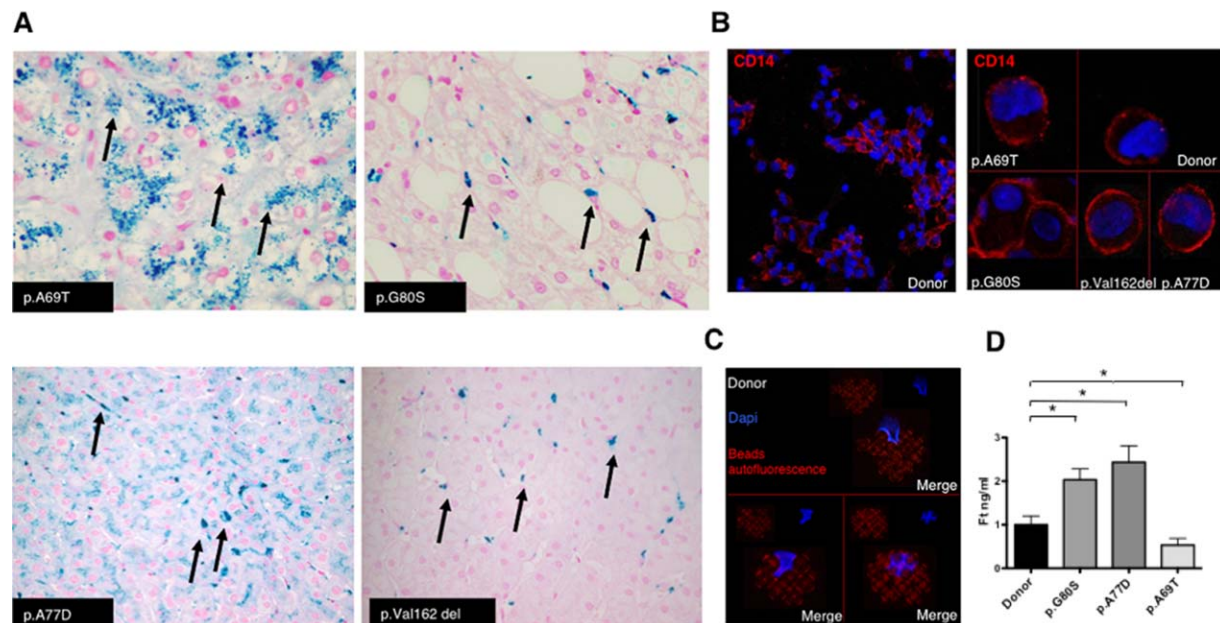 A
p.A69T
p.G80S
p.A77D
p.Val162 del
B
CD14
Donor
CD14
p.A69T
Donor
p.G80S
p.Val162del
p.A77D
C
Donor
Dapi
Beads
autofluorescence
Merge
Merge
Merge
D
*
*
*
Ft ng/ml
3
2
1
0
Donor
p.G80S
p.A77D
p.A69T